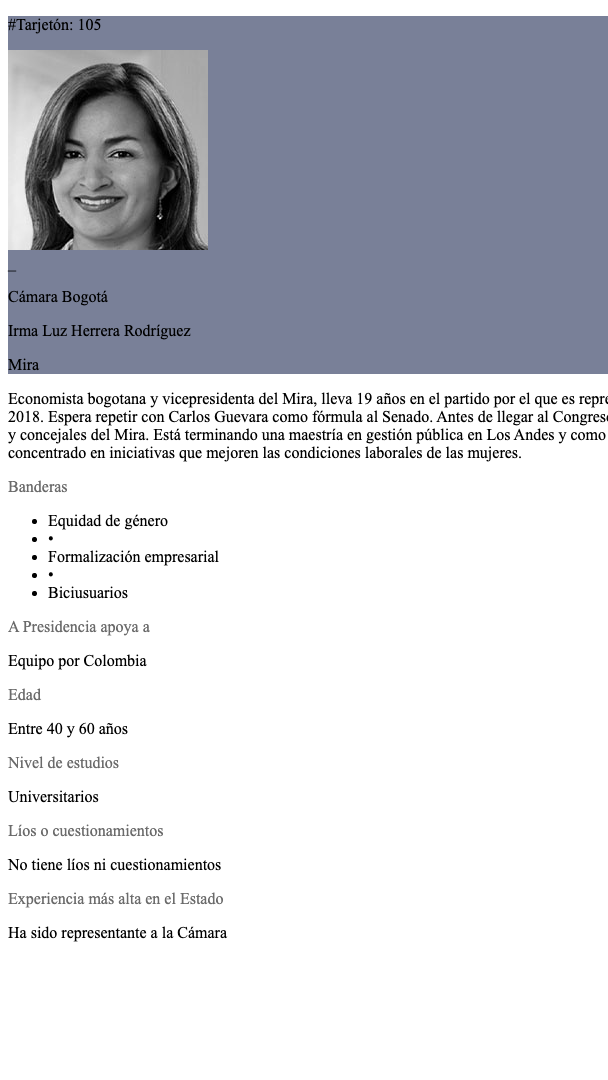 #Tarjetón: 105
_
Cámara Bogotá
Irma Luz Herrera Rodríguez
Mira
Economista bogotana y vicepresidenta del Mira, lleva 19 años en el partido por el que es
2018. Espera repetir con Carlos Guevara como fórmula al Senado. Antes de llegar al
y concejales del Mira. Está terminando una maestría en gestión pública en Los Andes y como
concentrado en iniciativas que mejoren las condiciones laborales de las mujeres.
Banderas
• Equidad de género
• •
• Formalización empresarial
• •
• Biciusuarios
A Presidencia apoya a
Equipo por Colombia
Edad
Entre 40 y 60 años
Nivel de estudios
Universitarios
Líos o cuestionamientos
No tiene líos ni cuestionamientos
Experiencia más alta en el Estado
Ha sido representante a la Cámara